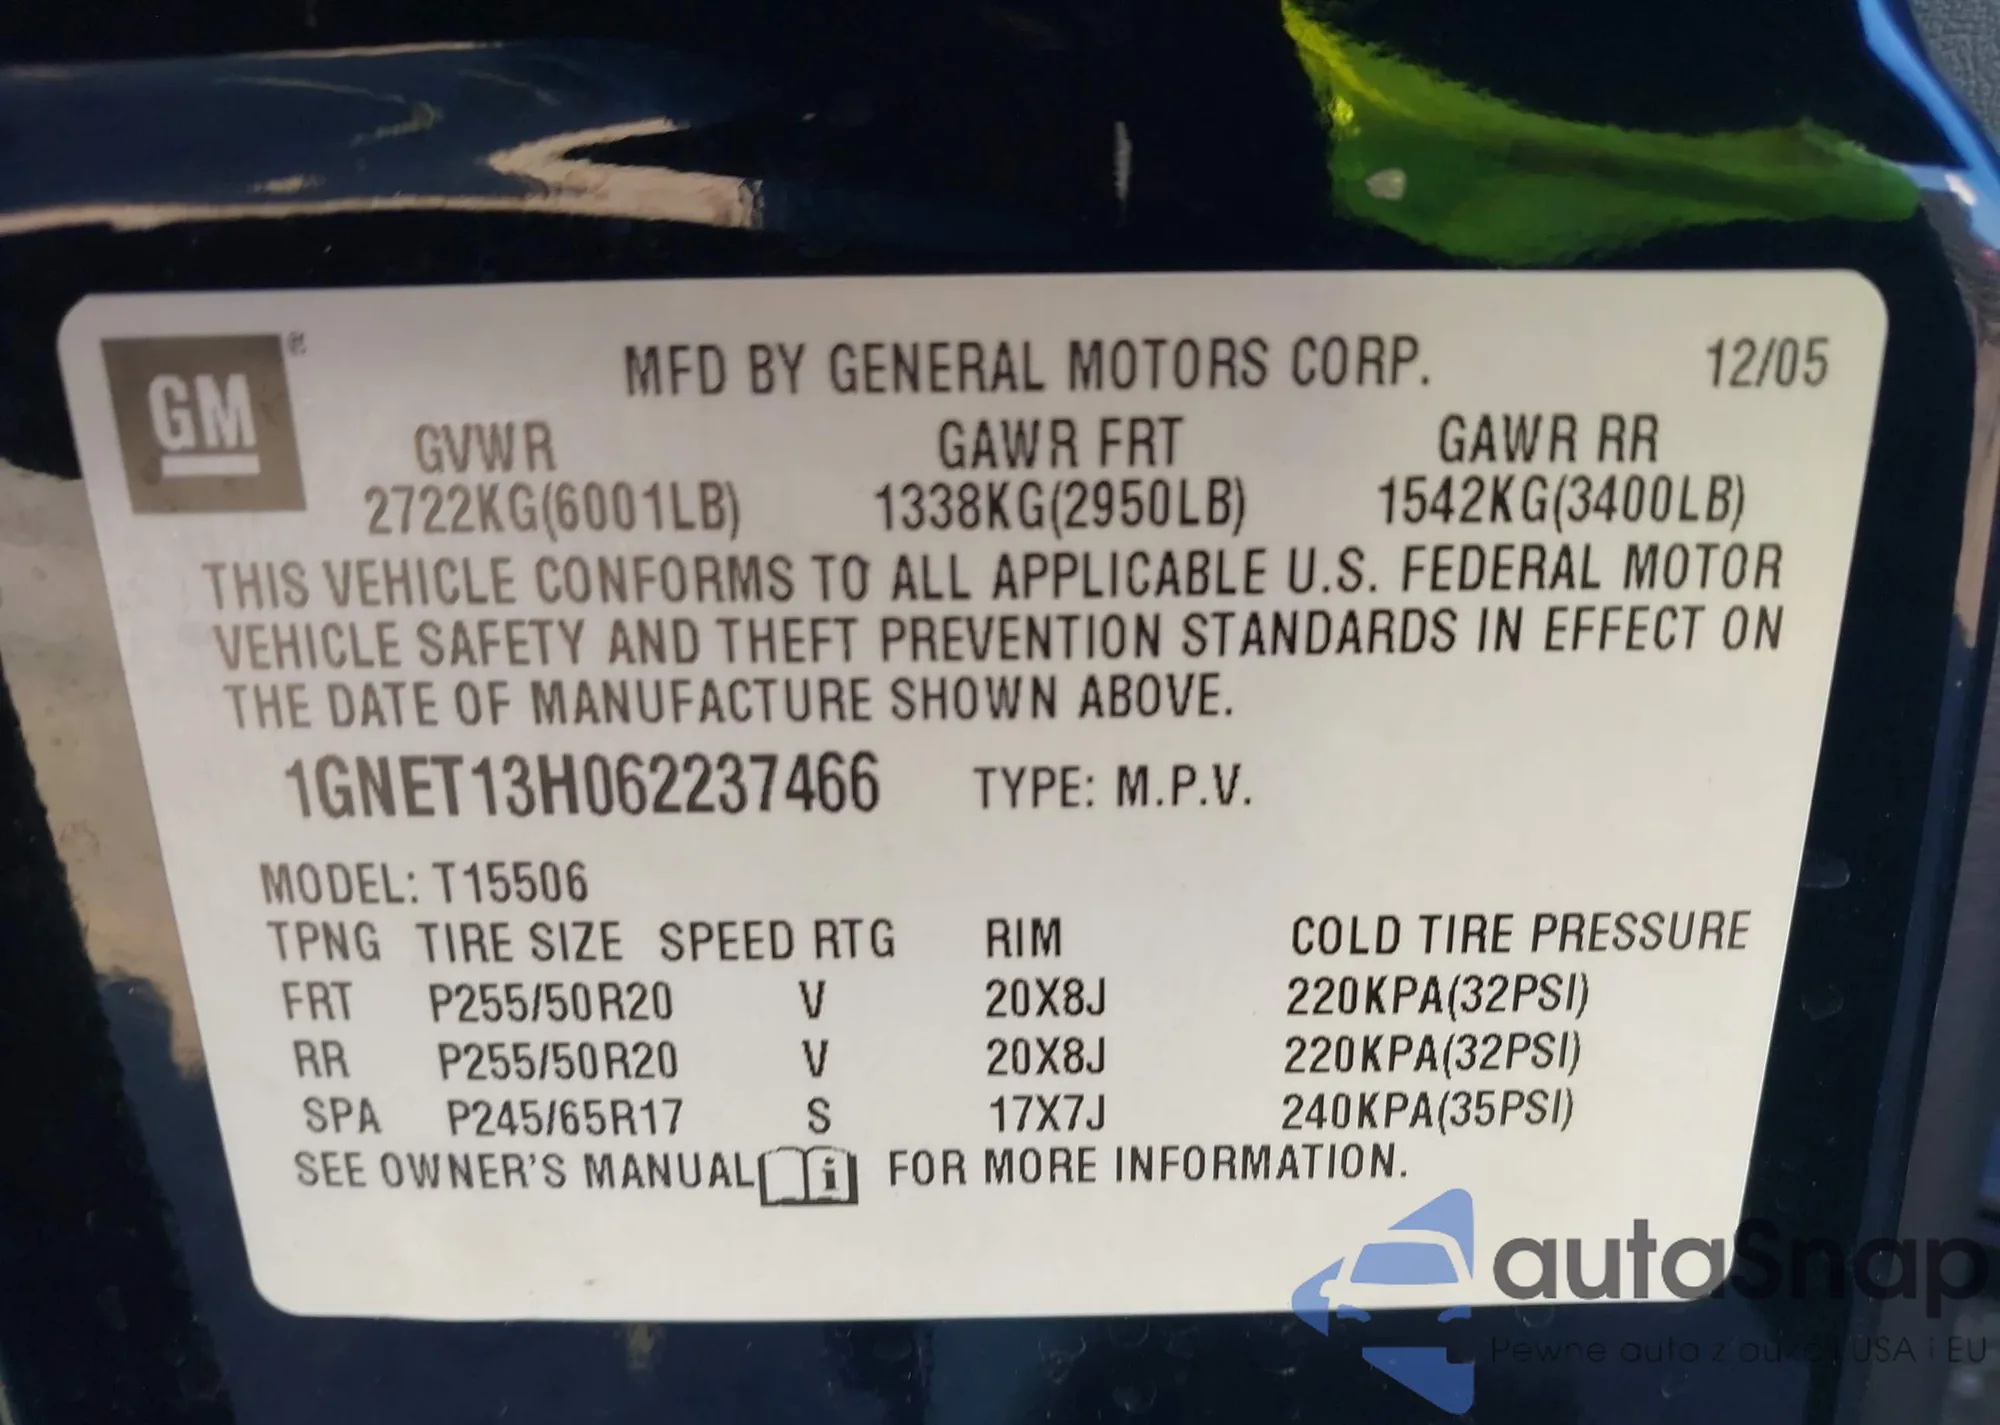 GM®
MFD BY GENERAL MOTORS CORP. 12/05
GVWR GAWR FRT GAWR RR
2722KG(6001LB) 1338KG(2950LB) 1542KG(3400LB)
THIS VEHICLE CONFORMS TO ALL APPLICABLE U.S. FEDERAL MOTOR
VEHICLE SAFETY AND THEFT PREVENTION STANDARDS IN EFFECT ON
THE DATE OF MANUFACTURE SHOWN ABOVE.
1GNET13H062237466 TYPE: M.P.V.
MODEL: T15506
TPNG TIRE SIZE SPEED RTG RIM COLD TIRE PRESSURE
FRT P255/50R20 V 20X8J 220KPA(32PSI)
RR P255/50R20 V 20X8J 220KPA(32PSI)
SPA P245/65R17 S 17X7J 240KPA(35PSI)
SEE OWNER'S MANUAL i FOR MORE INFORMATION.
autaSnap
Pewne auta z USA i EU